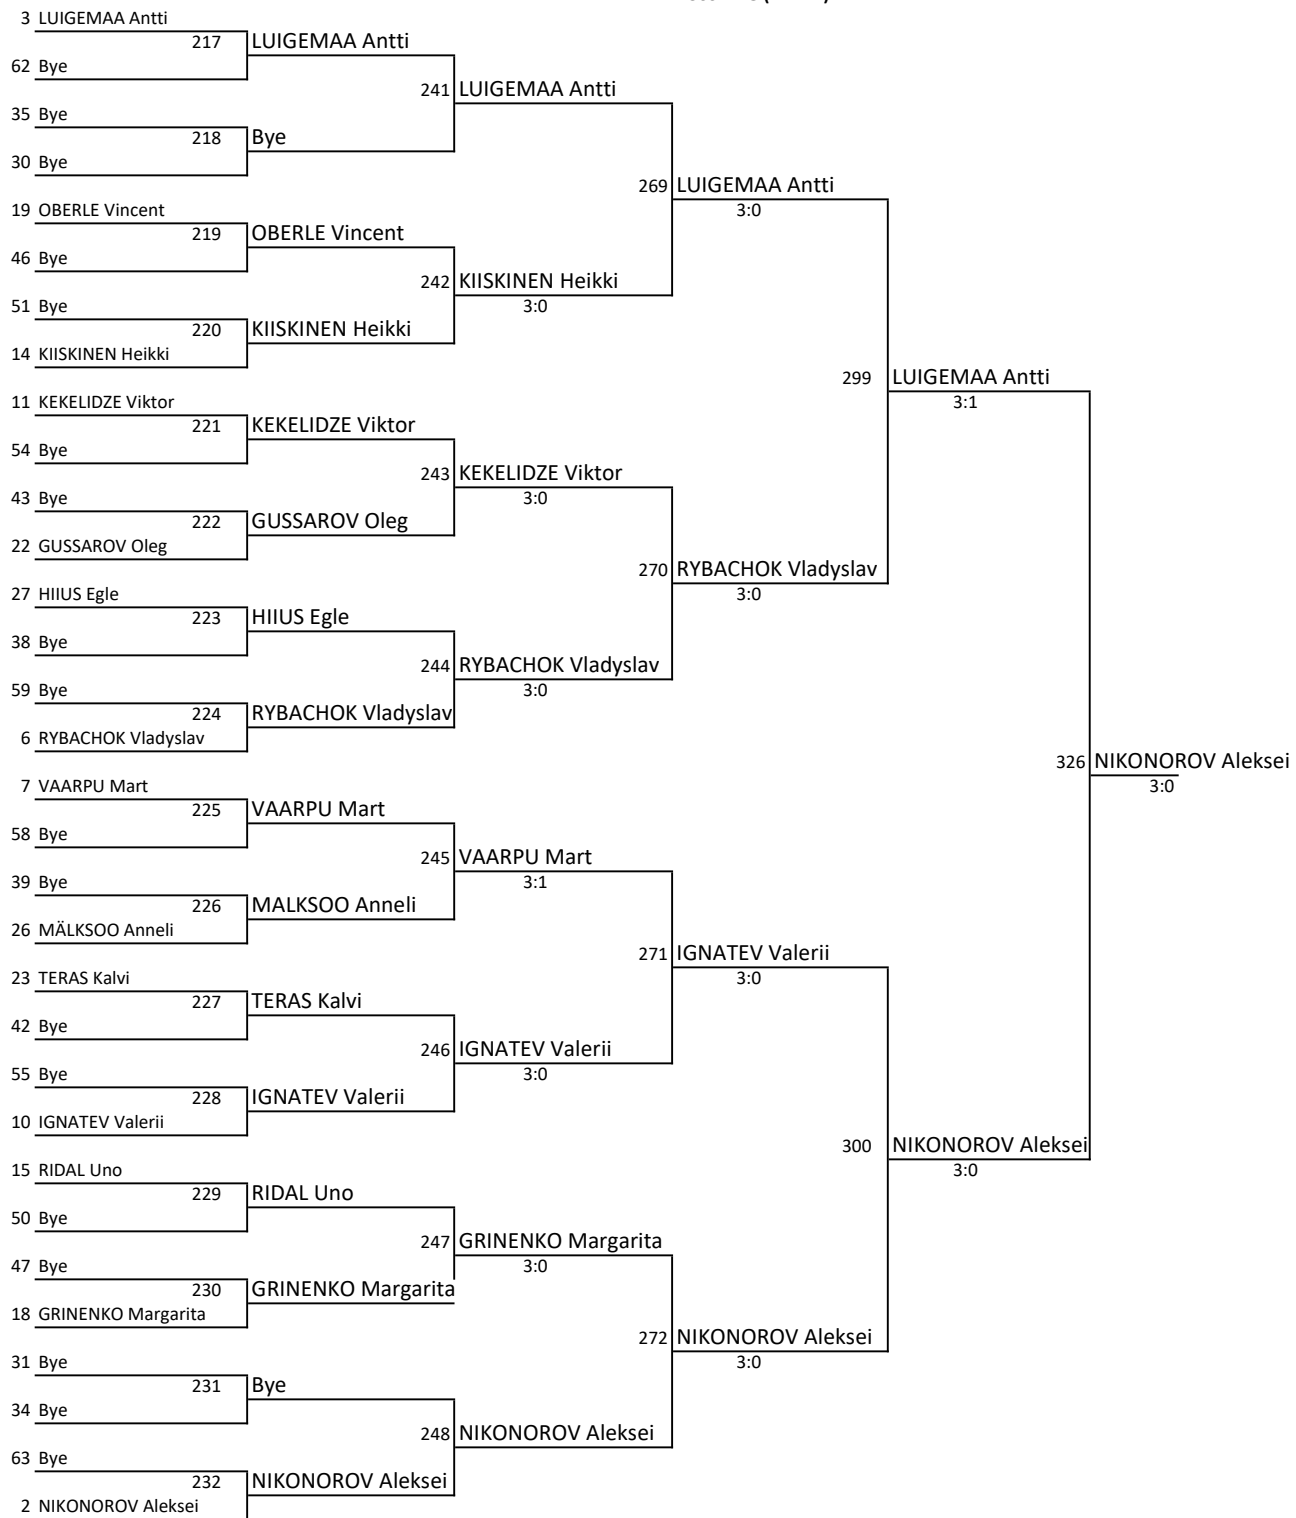 3 LUIGEMAA Antti
217 LUIGEMAA Antti
62 Bye
241 LUIGEMAA Antti
35 Bye
218 Bye
30 Bye
269 LUIGEMAA Antti
3:0
19 OBERLE Vincent
219 OBERLE Vincent
46 Bye
242 KIISKINEN Heikki
3:0
51 Bye
220 KIISKINEN Heikki
14 KIISKINEN Heikki
299 LUIGEMAA Antti
3:1
11 KEKELIDZE Viktor
221 KEKELIDZE Viktor
54 Bye
243 KEKELIDZE Viktor
3:0
43 Bye
222 GUSSAROV Oleg
22 GUSSAROV Oleg
270 RYBACHOK Vladyslav
3:0
27 HIIUS Egle
223 HIIUS Egle
38 Bye
244 RYBACHOK Vladyslav
3:0
59 Bye
224 RYBACHOK Vladyslav
6 RYBACHOK Vladyslav
326 NIKONOROV Aleksei
3:0
7 VAARPU Mart
225 VAARPU Mart
58 Bye
245 VAARPU Mart
3:1
39 Bye
226 MALKSOO Anneli
26 MÄLKSOO Anneli
271 IGNATEV Valerii
3:0
23 TERAS Kalvi
227 TERAS Kalvi
42 Bye
246 IGNATEV Valerii
3:0
55 Bye
228 IGNATEV Valerii
10 IGNATEV Valerii
300 NIKONOROV Aleksei
3:0
15 RIDAL Uno
229 RIDAL Uno
50 Bye
247 GRINENKO Margarita
3:0
47 Bye
230 GRINENKO Margarita
18 GRINENKO Margarita
272 NIKONOROV Aleksei
3:0
31 Bye
231 Bye
34 Bye
248 NIKONOROV Aleksei
63 Bye
232 NIKONOROV Aleksei
2 NIKONOROV Aleksei